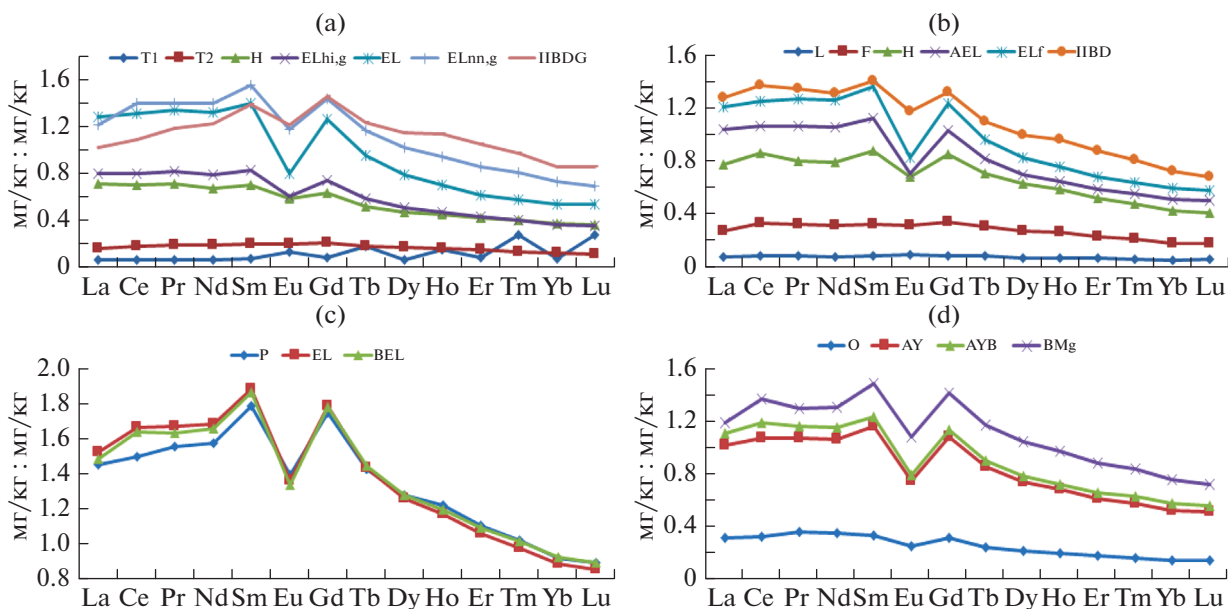 (a)
T1 T2 H ELhi,g EL ELnn,g IIBDG
мг/кг : мг/кг
1.6
1.2
0.8
0.4
0
La Ce Pr Nd Sm Eu Gd Tb Dy Ho Er Tm Yb Lu
(b)
L F H AEL ELf IIBD
мг/кг : мг/кг
1.6
1.2
0.8
0.4
0
La Ce Pr Nd Sm Eu Gd Tb Dy Ho Er Tm Yb Lu
(c)
P EL BEL
мг/кг : мг/кг
2.0
1.8
1.6
1.4
1.2
1.0
0.8
La Ce Pr Nd Sm Eu Gd Tb Dy Ho Er Tm Yb Lu
(d)
O AY AYB BMg
мг/кг : мг/кг
1.6
1.2
0.8
0.4
0
La Ce Pr Nd Sm Eu Gd Tb Dy Ho Er Tm Yb Lu